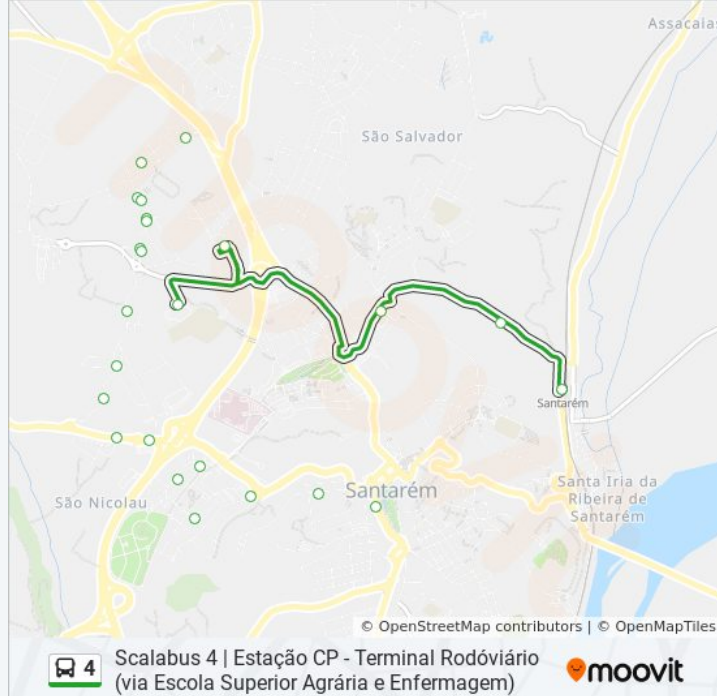 Assacaias
São Salvador
Santarém
Santa Iria da
Ribeira de
Santarém
Santarém
São Nicolau
© OpenStreetMap contributors | © OpenMapTiles
4
Scalabus 4 | Estação CP - Terminal Rodóviário
(via Escola Superior Agrária e Enfermagem)
moovit